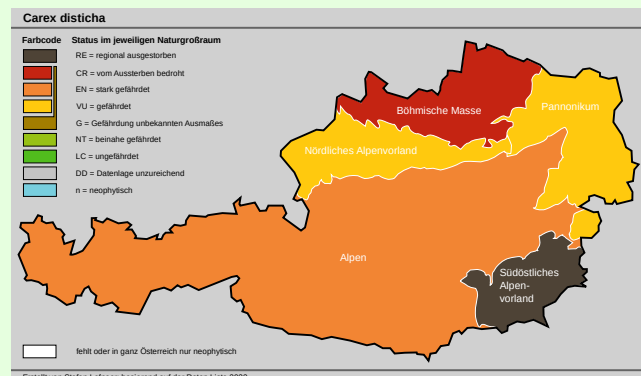 Carex disticha
Farbcode Status im jeweiligen Naturgroßraum
RE = regional ausgestorben
CR = vom Aussterben bedroht
EN = stark gefährdet
VU = gefährdet
G = Gefährdung unbekannten Ausmaßes
NT = beinahe gefährdet
LC = ungefährdet
DD = Datenlage unzureichend
n = neophytisch
Böhmische Masse
Pannonikum
Nördliches Alpenvorland
Alpen
Südöstliches
Alpen-
vorland
fehlt oder in ganz Österreich nur neophytisch